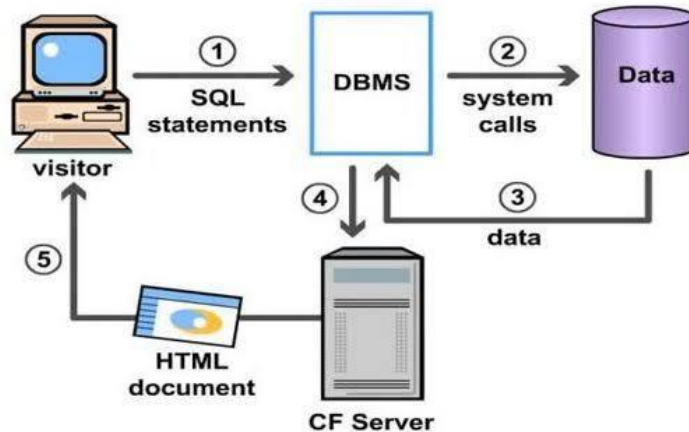 1
SQL
statements
visitor
DBMS
2
system
calls
Data
3
data
4
5
HTML
document
CF Server